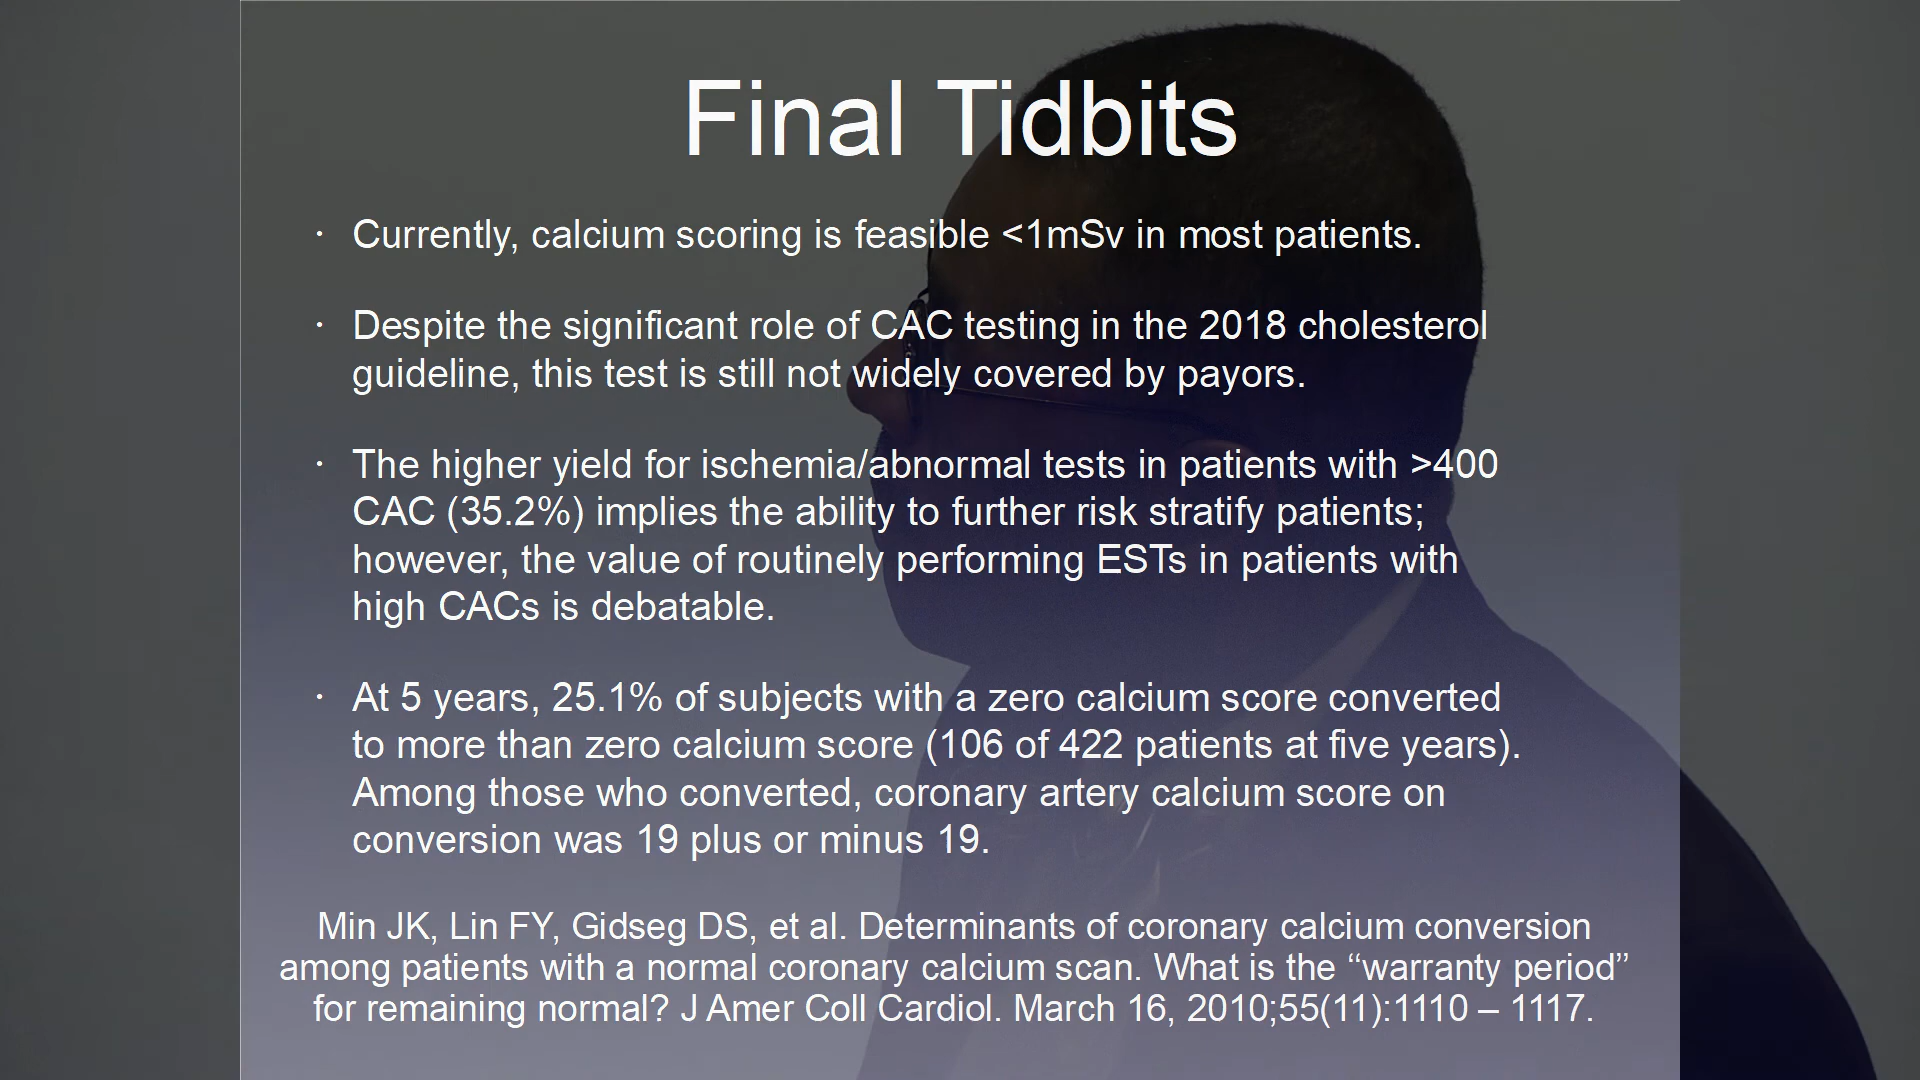 Final Tidbits
· Currently, calcium scoring is feasible <1mSv in most patients.
· Despite the significant role of CAC testing in the 2018 cholesterol
guideline, this test is still not widely covered by payors.
· The higher yield for ischemia/abnormal tests in patients with >400
CAC (35.2%) implies the ability to further risk stratify patients;
however, the value of routinely performing ESTs in patients with
high CACs is debatable.
· At 5 years, 25.1% of subjects with a zero calcium score converted
to more than zero calcium score (106 of 422 patients at five years).
Among those who converted, coronary artery calcium score on
conversion was 19 plus or minus 19.
Min JK, Lin FY, Gidseg DS, et al. Determinants of coronary calcium conversion
among patients with a normal coronary calcium scan. What is the “warranty period”
for remaining normal? J Amer Coll Cardiol. March 16, 2010;55(11):1110 – 1117.